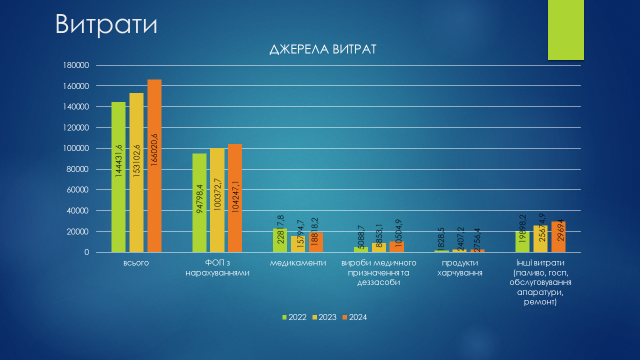 Витрати
ДЖЕРЕЛА ВИТРАТ
180000
160000
140000
120000
100000
80000
60000
40000
20000
0
144431,6
153102,6
166020,6
94798,4
100372,7
104247,1
22817,8
15794,7
18818,2
5088,7
8853,1
10504,9
1828,5
2407,2
2756,4
19898,2
25674,9
29694
всього
ФОП з
нарахуваннями
медикаменти
вироби медичного
призначення та
деззасоби
продукти
харчування
інші витрати
(паливо, госп,
обслуговування
апаратури,
ремонт)
2022 2023 2024